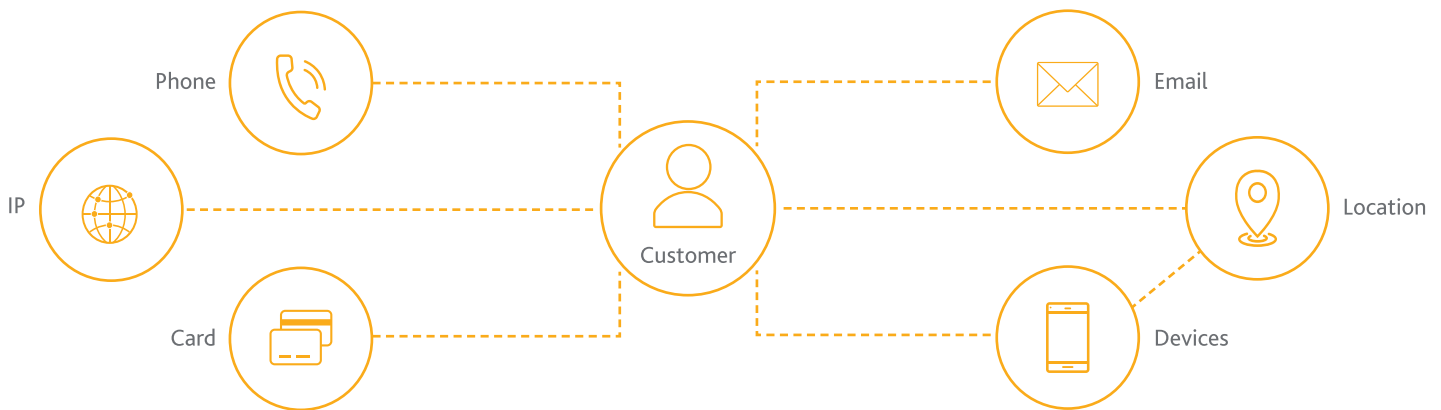 Phone
Email
IP
Location
Customer
Card
Devices